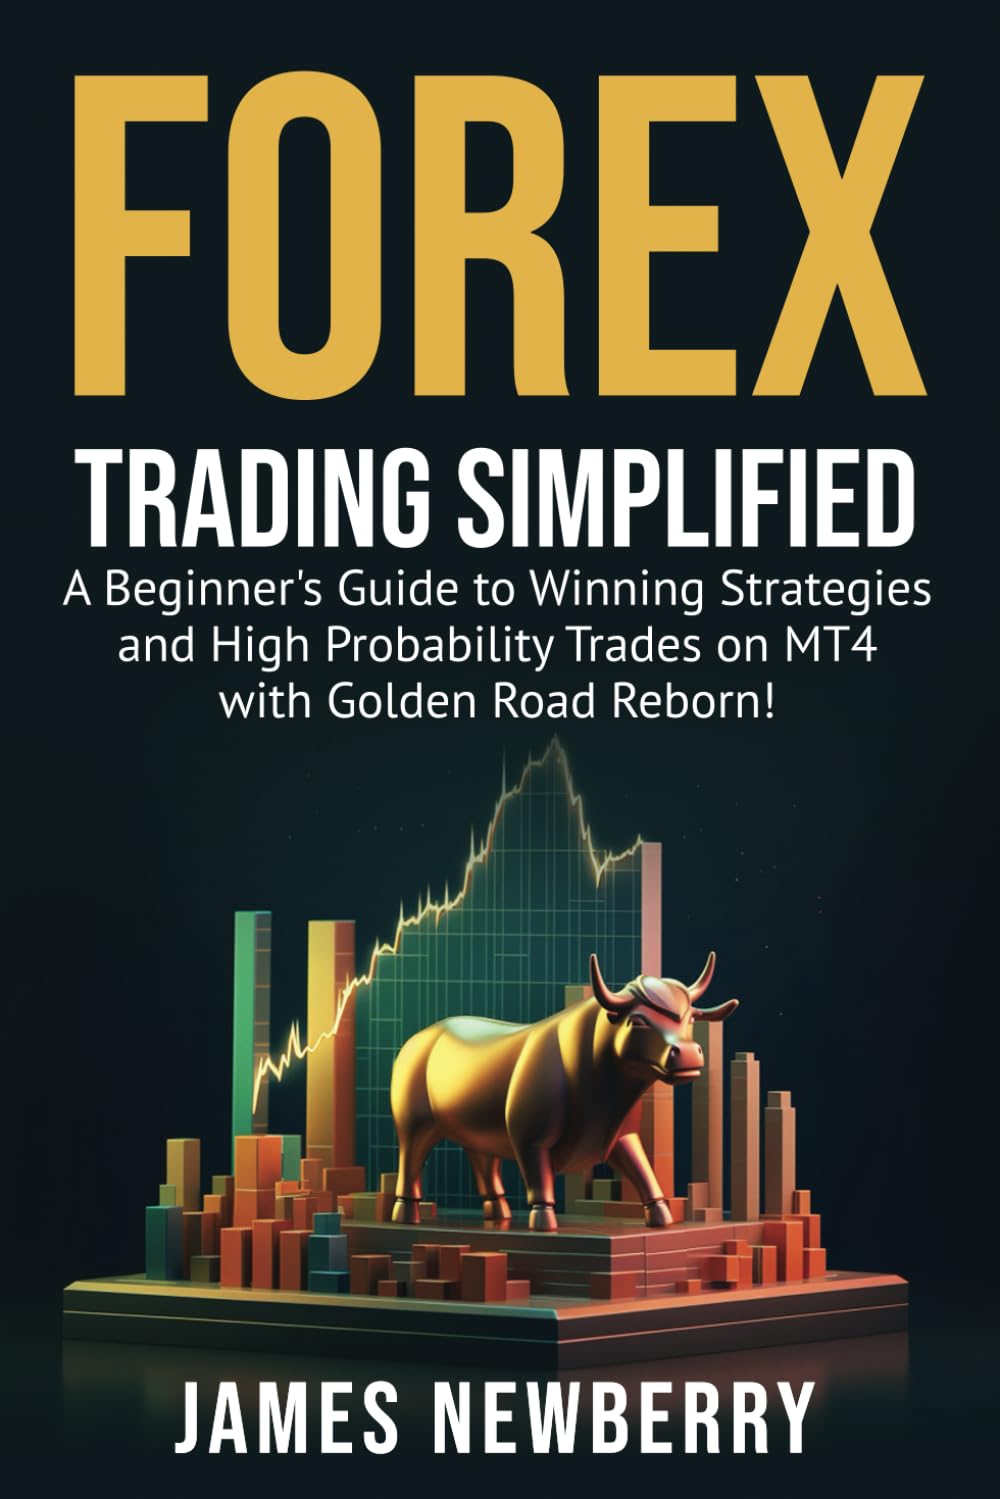 FOREX
TRADING SIMPLIFIED
A Beginner's Guide to Winning Strategies
and High Probability Trades on MT4
with Golden Road Reborn!
JAMES NEWBERRY